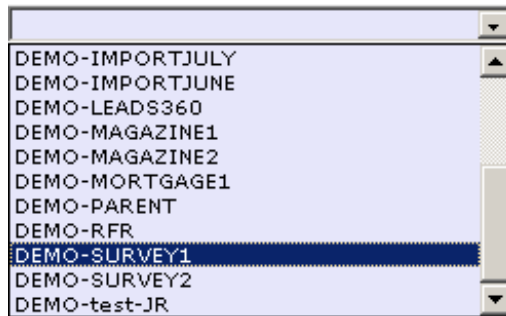 DEMO-IMPORTJULY
DEMO-IMPORTJUNE
DEMO-LEADS360
DEMO-MAGAZINE1
DEMO-MAGAZINE2
DEMO-MORTGAGE1
DEMO-PARENT
DEMO-RFR
DEMO-SURVEY1
DEMO-SURVEY2
DEMO-test-JR